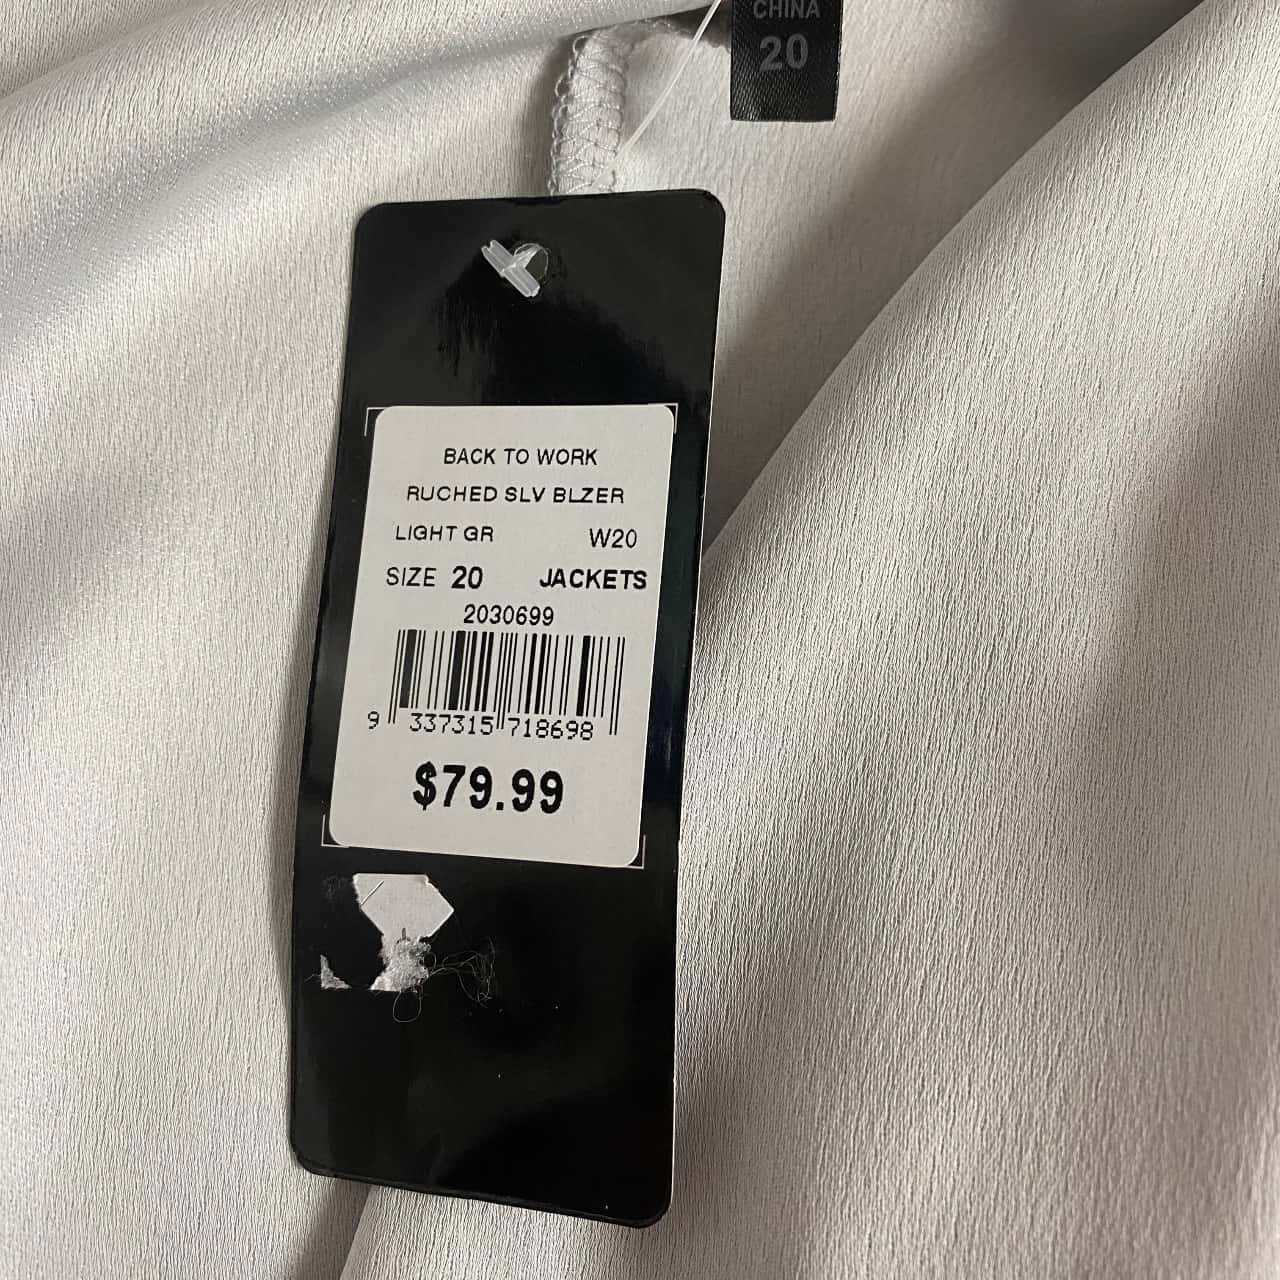 CHINA
20
BACK TO WORK
RUCHED SLV BLZER
LIGHT GR W20
SIZE 20 JACKETS
2030699
9 337315 718698
$79.99